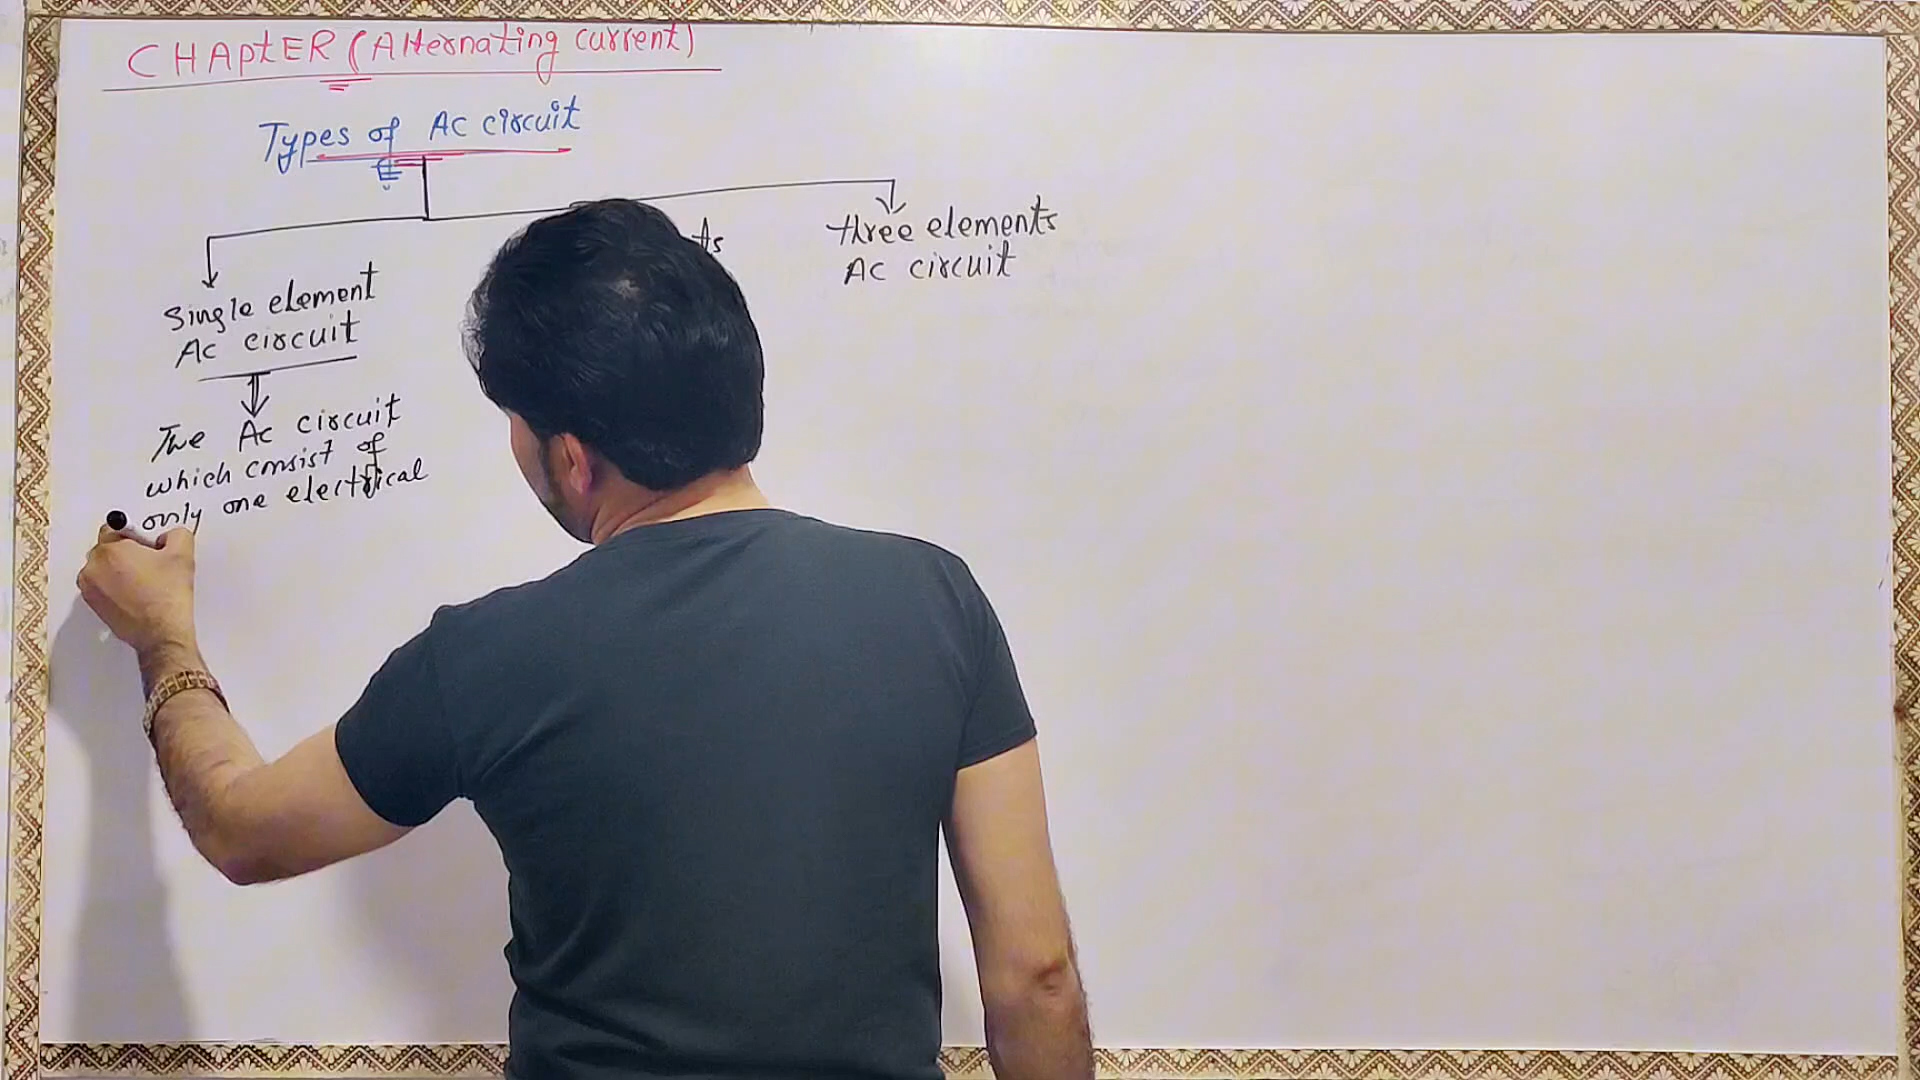 CHAPtER (Alternating current)
Types of AC circuit
Single element
Ac circuit
three elements
AC circuit
The Ac circuit
which consist of
only one electrical